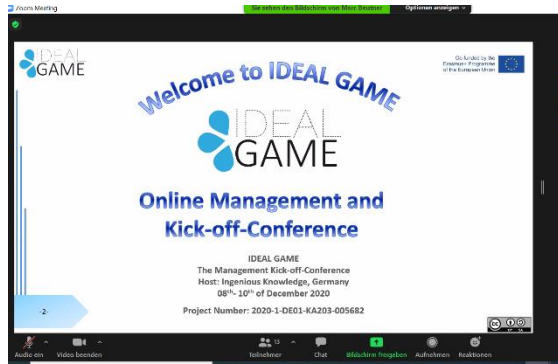 Zoom Meeting
Sie sehen den Bildschirm von Marc Beutner
Optionen anzeigen
IDEAL
GAME
Co-funded by the
Erasmus+ Programme
of the European Union
Welcome to IDEAL GAME
IDEAL
GAME
Online Management and
Kick-off-Conference
IDEAL GAME
The Management Kick-off-Conference
Host: Ingenious Knowledge, Germany
08th- 10th of December 2020
Project Number: 2020-1-DE01-KA203-005682
-2-
Audio ein
Video beenden
13
Teilnehmer
Chat
Bildschirm freigeben
Aufnehmen
Reaktionen